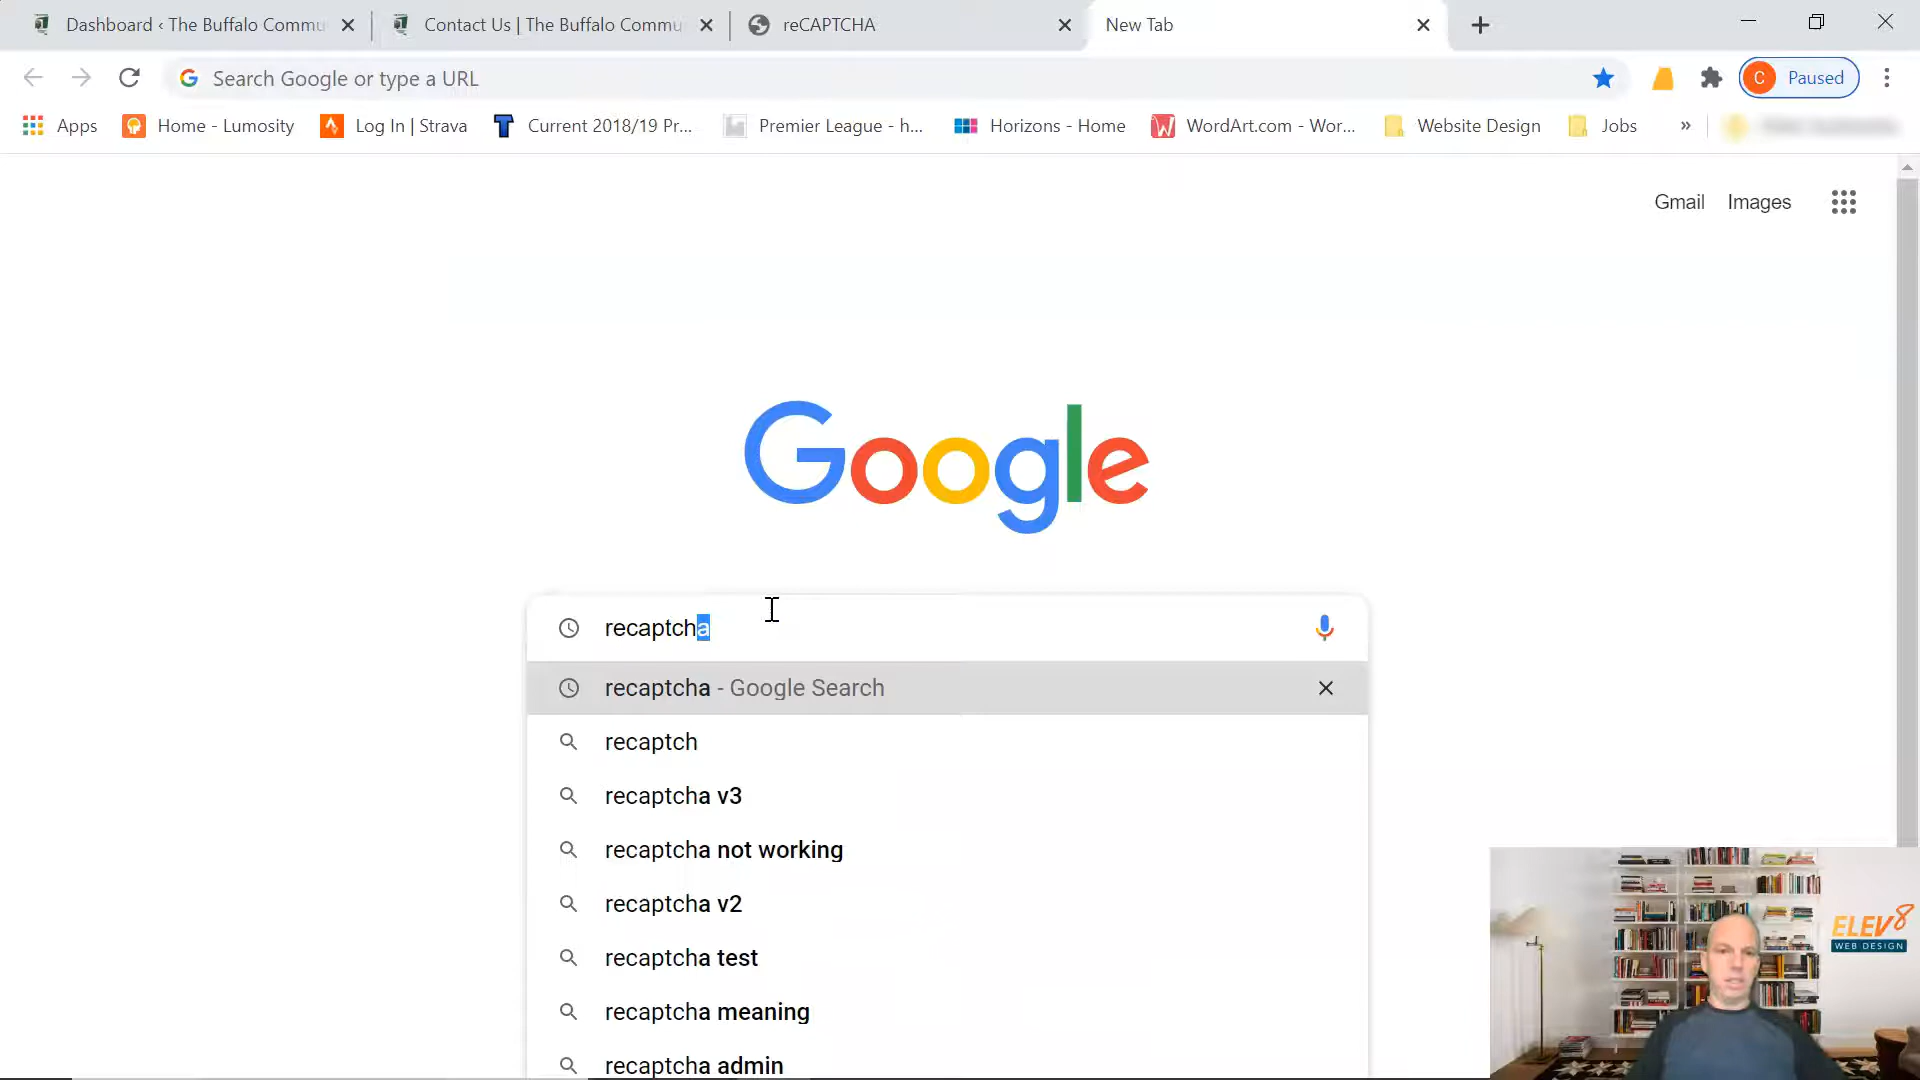 Dashboard ‹ The Buffalo Commu
Contact Us | The Buffalo Commu
reCAPTCHA
New Tab
Search Google or type a URL
C
Paused
Apps
Home - Lumosity
Log In | Strava
Current 2018/19 Pr...
Premier League - h...
Horizons - Home
WordArt.com - Wor...
Website Design
Jobs
»
Gmail
Images
Google
recaptcha
recaptcha - Google Search
recaptch
recaptcha v3
recaptcha not working
recaptcha v2
recaptcha test
recaptcha meaning
recaptcha admin
ELEV8
WEB DESIGN